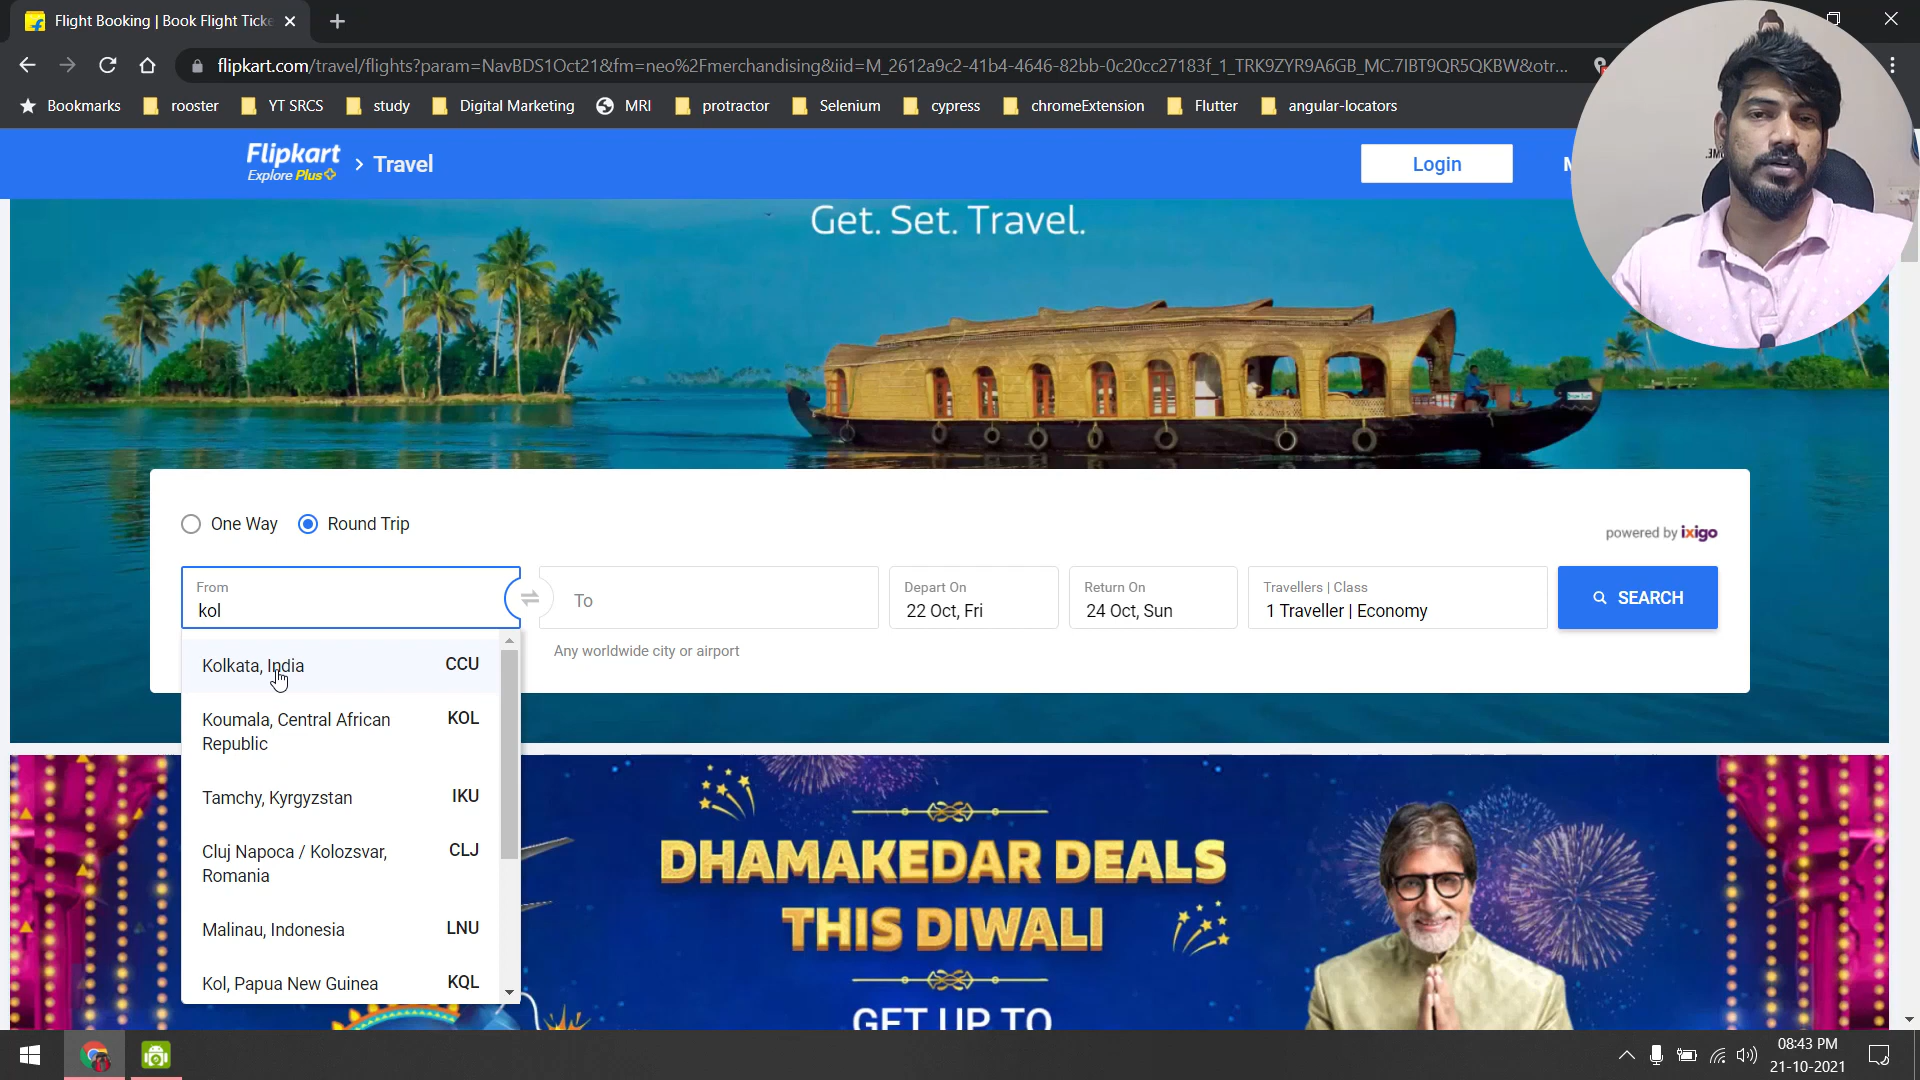 Flight Booking | Book Flight Ticke
flipkart.com/travel/flights?param=NavBDS1Oct21&fm=neo%2Fmerchandising&iid=M_2612a9c2-41b4-4646-82bb-0c20cc27183f_1_TRK9ZYR9A6GB_MC.7IBT9QR5QKBW&otr...
Bookmarks rooster YT SRCS study Digital Marketing MRI protractor Selenium cypress chromeExtension Flutter angular-locators
Flipkart
Explore Plus
Travel
Login
M
Get. Set. Travel.
One Way Round Trip
powered by ixigo
From
kol
To
Depart On
22 Oct, Fri
Return On
24 Oct, Sun
Travellers | Class
1 Traveller | Economy
SEARCH
Any worldwide city or airport
Kolkata, India CCU
Koumala, Central African KOL
Republic
Tamchy, Kyrgyzstan IKU
Cluj Napoca / Kolozsvar, CLJ
Romania
Malinau, Indonesia LNU
Kol, Papua New Guinea KQL
DHAMAKEDAR DEALS
THIS DIWALI
GET UP TO
08:43 PM
21-10-2021